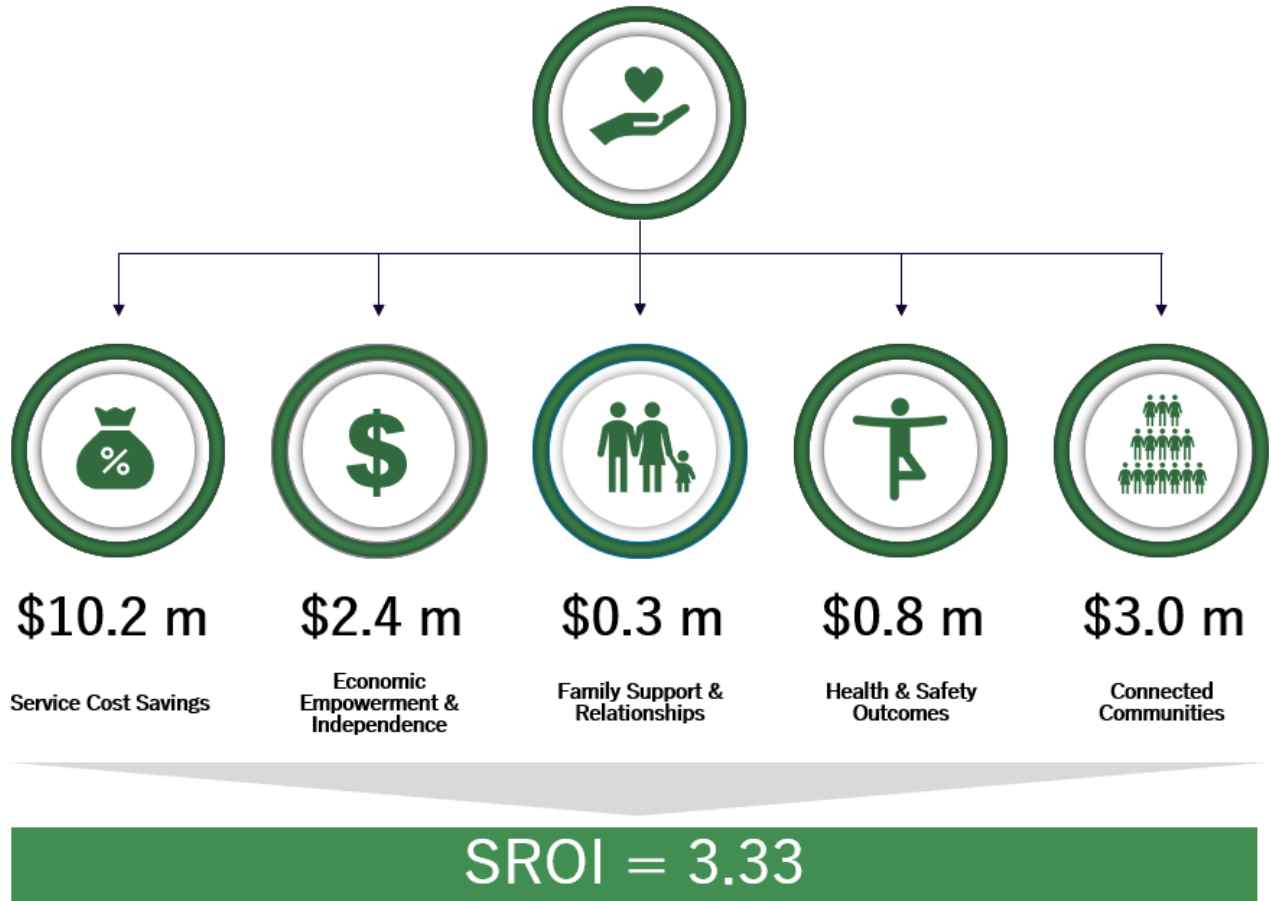 %
$
$10.2 m
$2.4 m
$0.3 m
$0.8 m
$3.0 m
Service Cost Savings
Economic
Empowerment &
Independence
Family Support &
Relationships
Health & Safety
Outcomes
Connected
Communities
SROI = 3.33